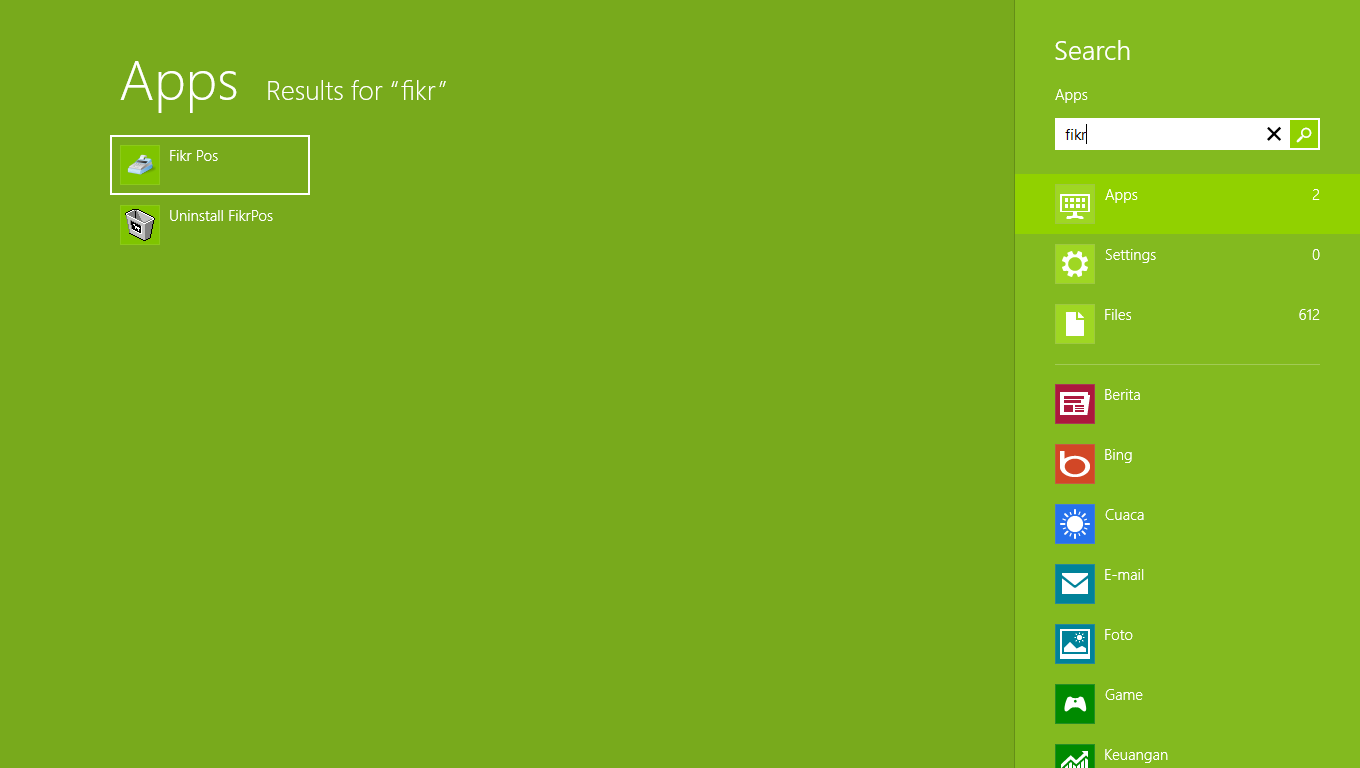 Apps Results for “fikr”
Fikr Pos
Uninstall FikrPos
Search
Apps
fikr
Apps 2
Settings 0
Files 612
Berita
Bing
Cuaca
E-mail
Foto
Game
Keuangan